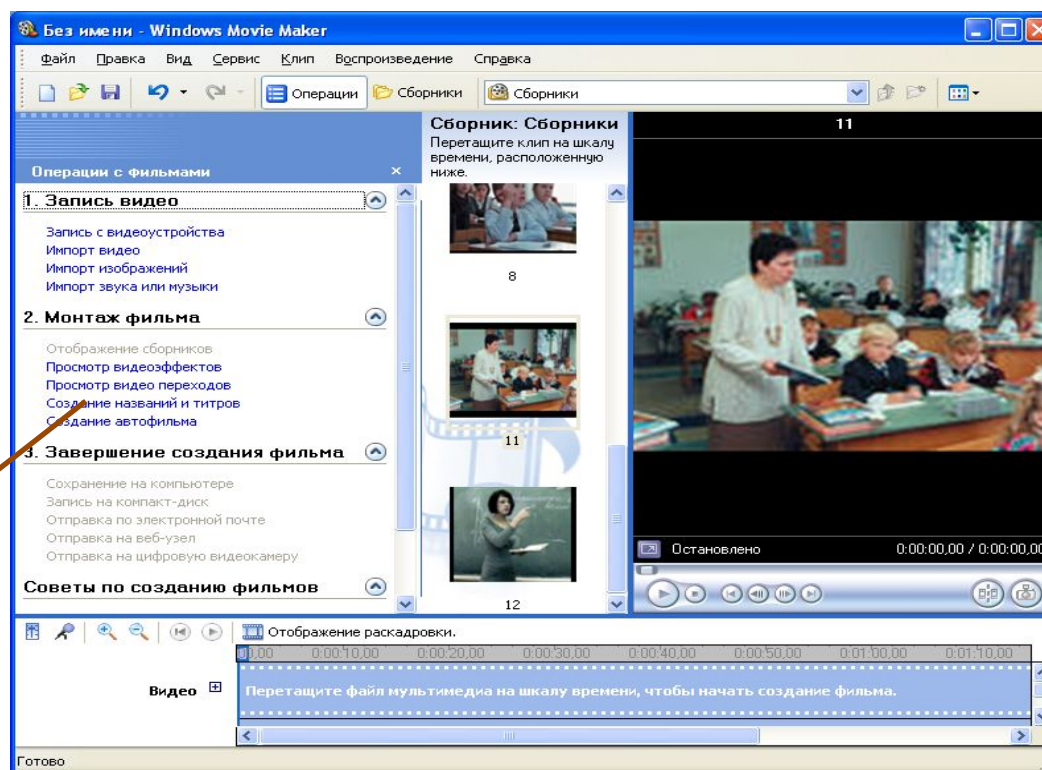 Без имени - Windows Movie Maker
Файл Правка Вид Сервис Клип Воспроизведение Справка
Операции Сборники Сборники
Операции с фильмами
1. Запись видео
Запись с видеоустройства
Импорт видео
Импорт изображений
Импорт звука или музыки
2. Монтаж фильма
Отображение сборников
Просмотр видеоэффектов
Просмотр видео переходов
Создание названий и титров
Создание автофильма
3. Завершение создания фильма
Сохранение на компьютере
Запись на компакт-диск
Отправка по электронной почте
Отправка на веб-узел
Отправка на цифровую видеокамеру
Советы по созданию фильмов
Сборник: Сборники
Перетащите клип на шкалу
времени, расположенную
ниже.
8
11
12
11
Остановлено 0:00:00,00 / 0:00:00,00
Отображение раскадровки.
0:00:10,00 0:00:20,00 0:00:30,00 0:00:40,00 0:00:50,00 0:01:00,00 0:01:10,00
Видео
Перетащите файл мультимедиа на шкалу времени, чтобы начать создание фильма.
Готово